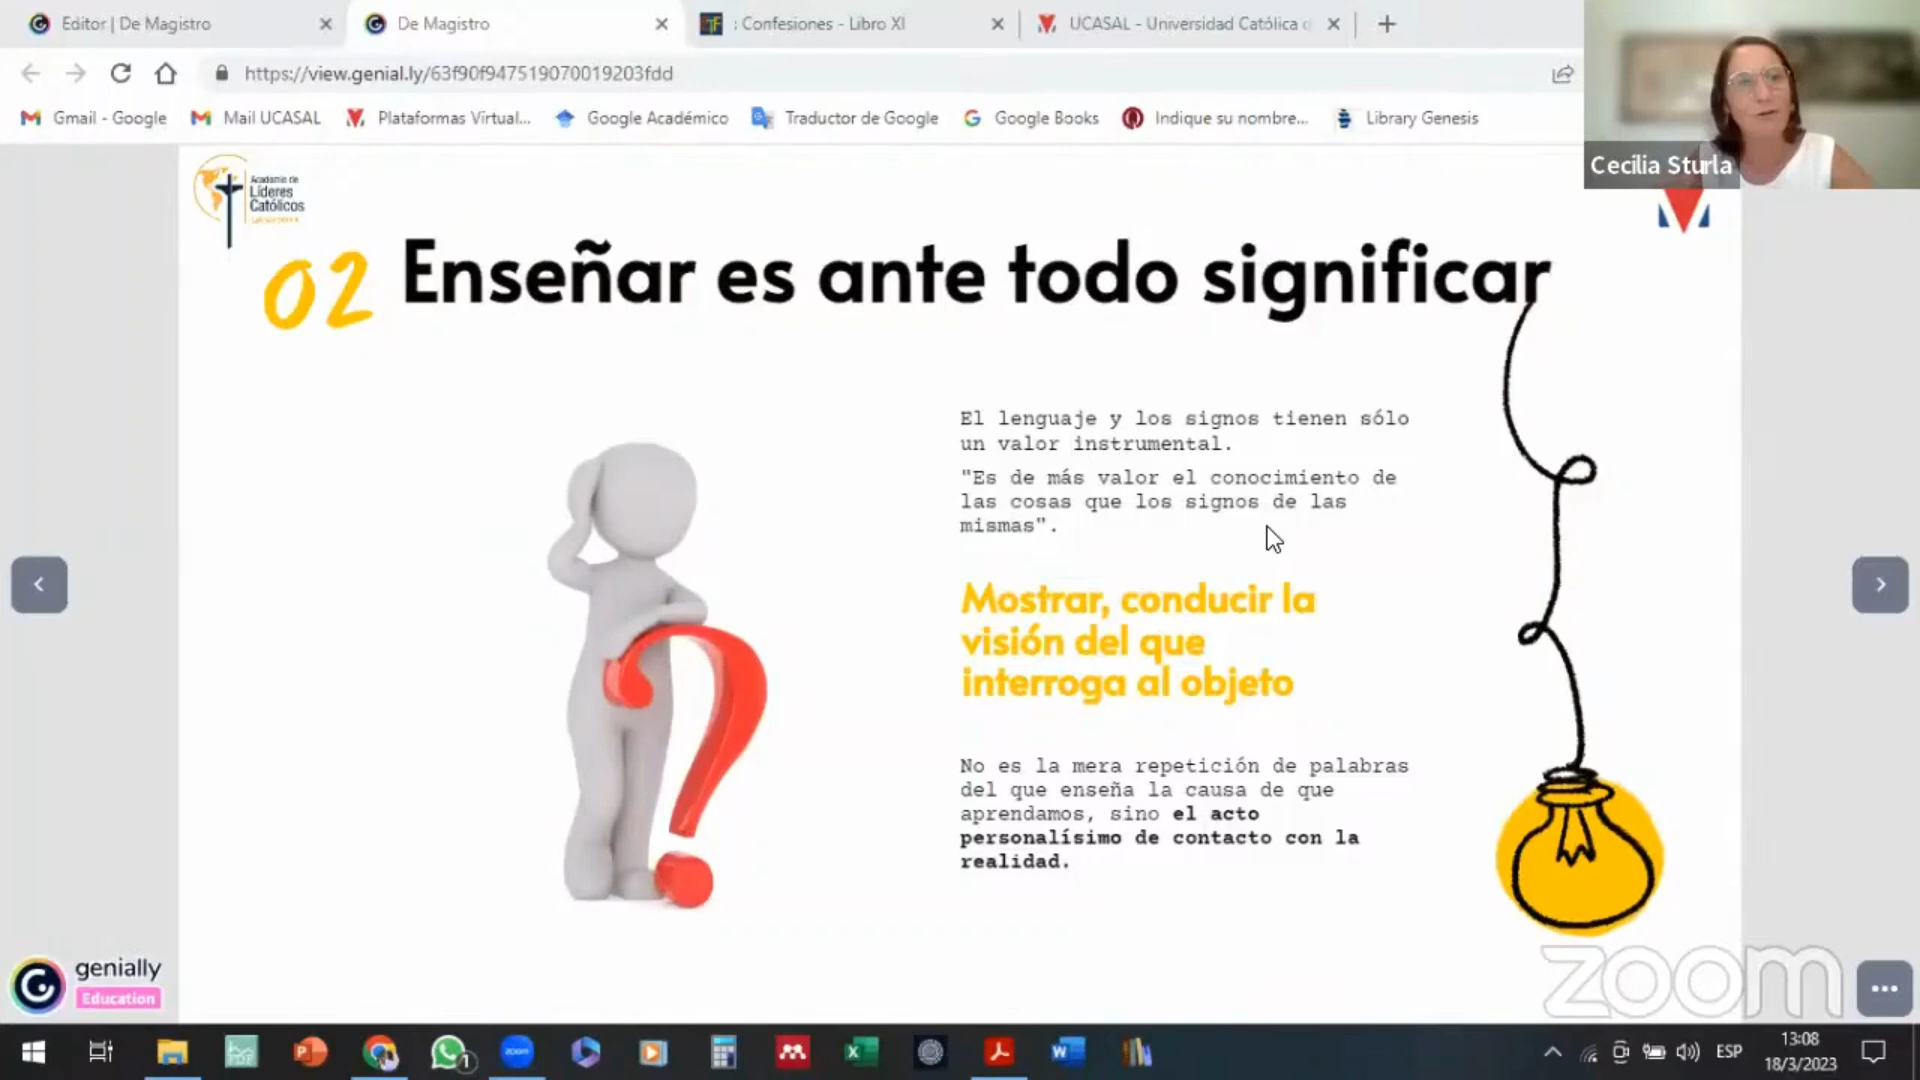 Editor | De Magistro
De Magistro
: Confesiones - Libro XI
UCASAL - Universidad Católica d
https://view.genial.ly/63f90f947519070019203fdd
Gmail - Google
Mail UCASAL
Plataformas Virtual...
Google Académico
Traductor de Google
Google Books
Indique su nombre...
Library Genesis
Cecilia Sturla
Academia de
Líderes
Católicos
02 Enseñar es ante todo significar
El lenguaje y los signos tienen sólo
un valor instrumental.
"Es de más valor el conocimiento de
las cosas que los signos de las
mismas".
Mostrar, conducir la
visión del que
interroga al objeto
No es la mera repetición de palabras
del que enseña la causa de que
aprendamos, sino el acto
personalísimo de contacto con la
realidad.
genially
Education
zoom
zoom
1
ESP
13:08
18/3/2023